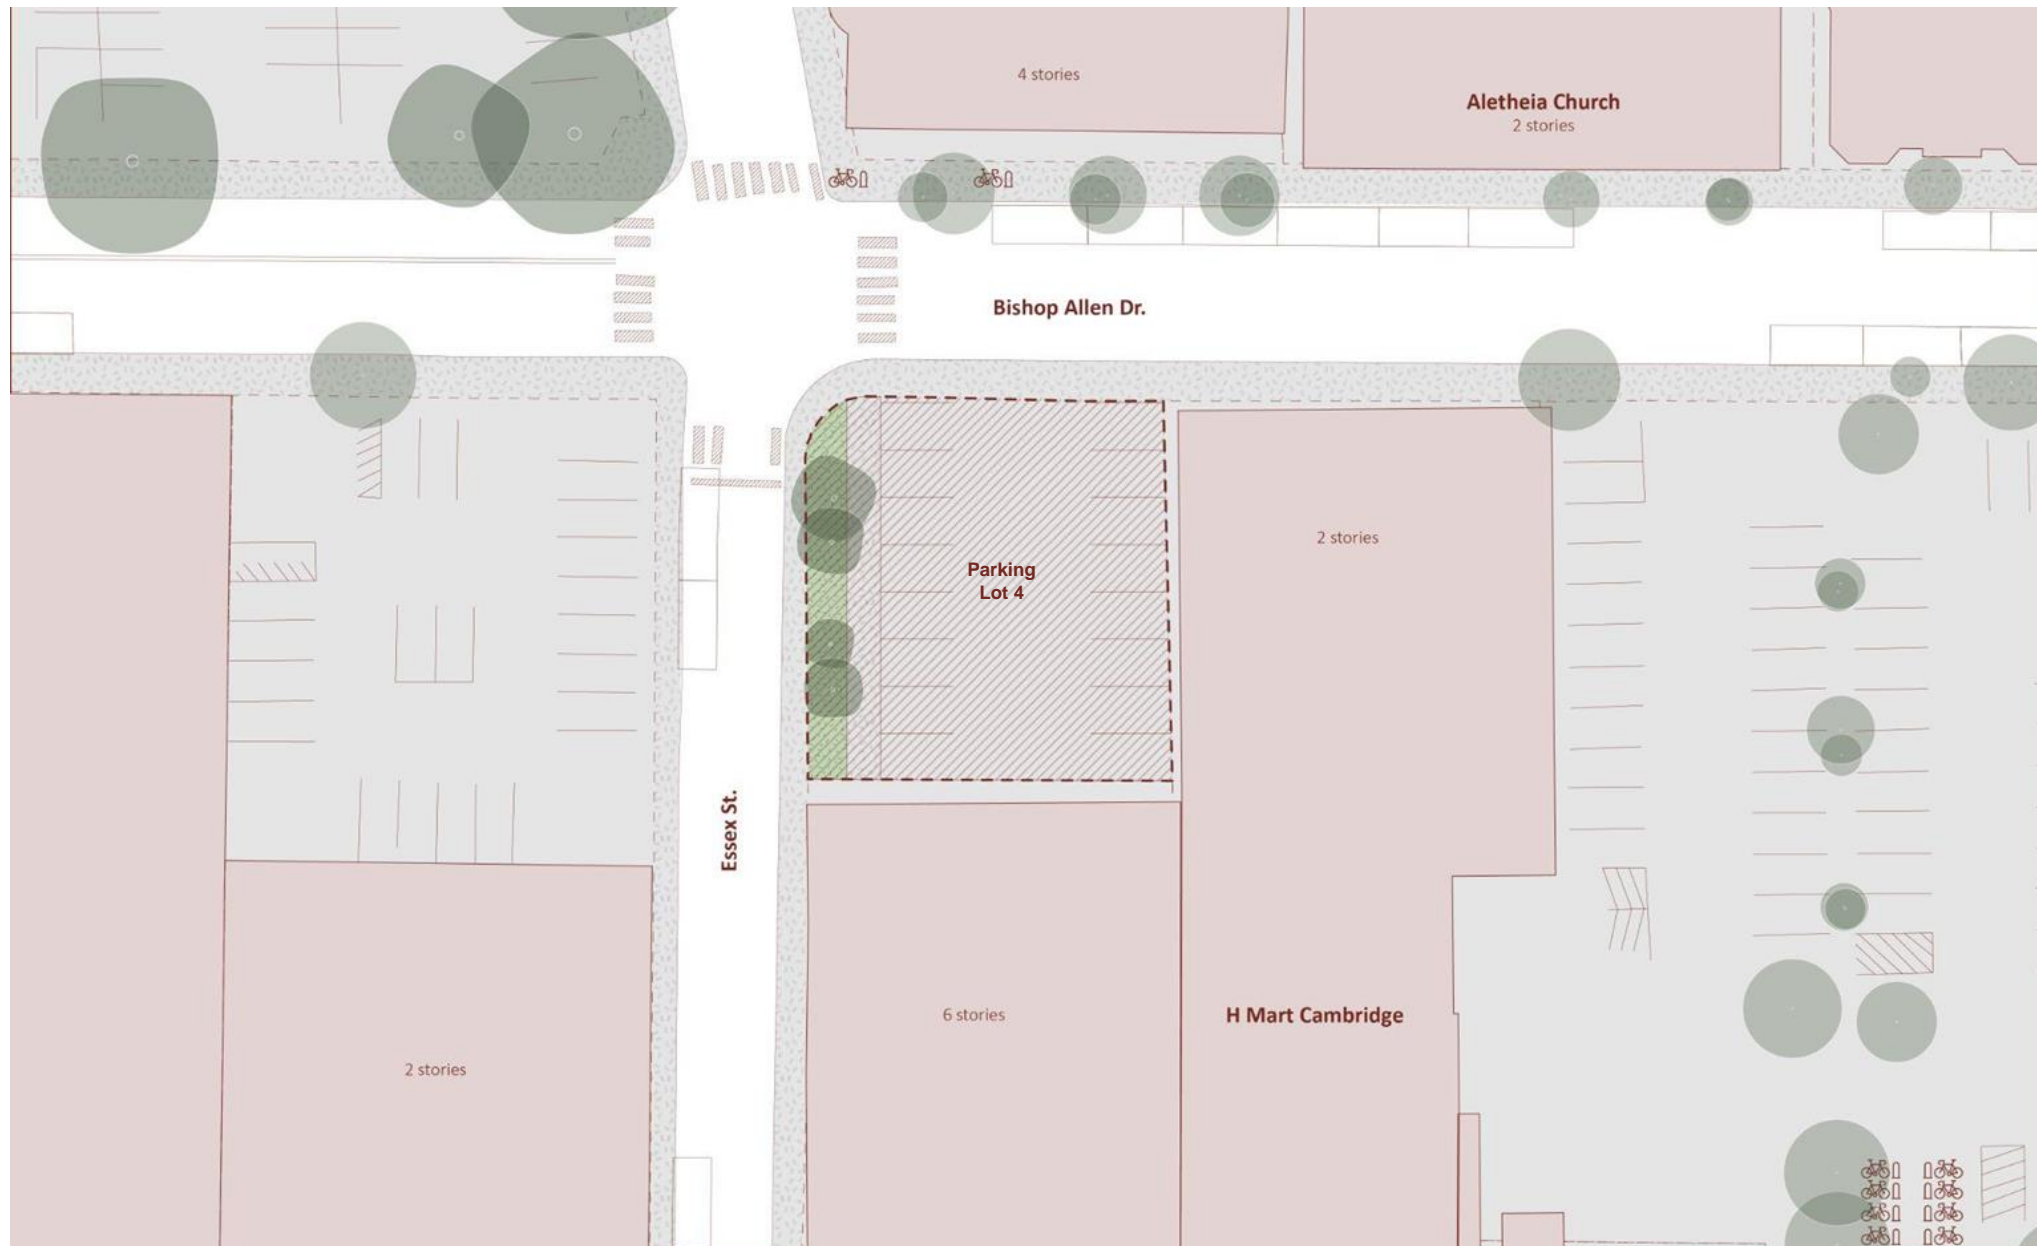 4 stories
Aletheia Church
2 stories
Bishop Allen Dr.
2 stories
Parking
Lot 4
Essex St.
6 stories
H Mart Cambridge
2 stories